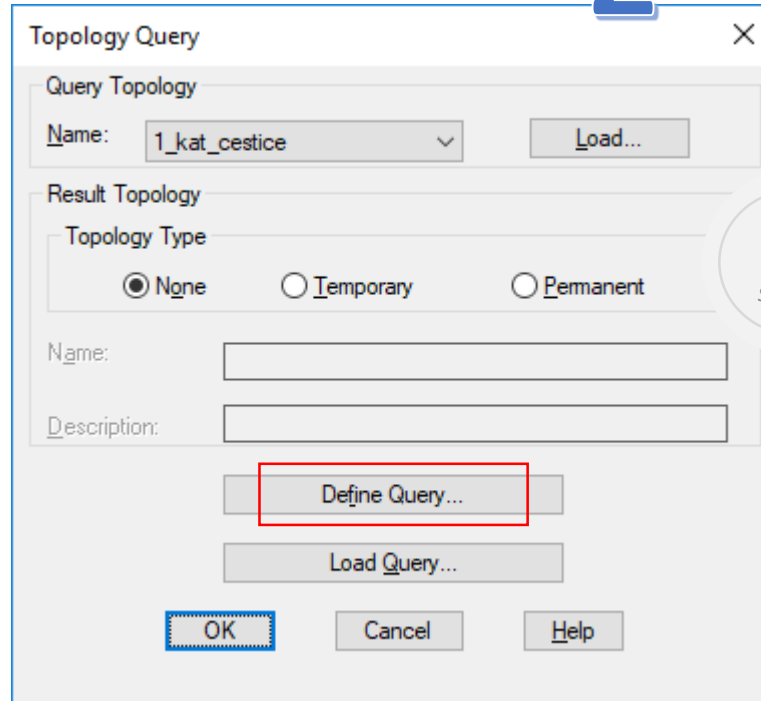 Topology Query
Query Topology
Name: 1_kat_cestice Load...
Result Topology
Topology Type
None Temporary Permanent
Name:
Description:
Define Query...
Load Query...
OK Cancel Help